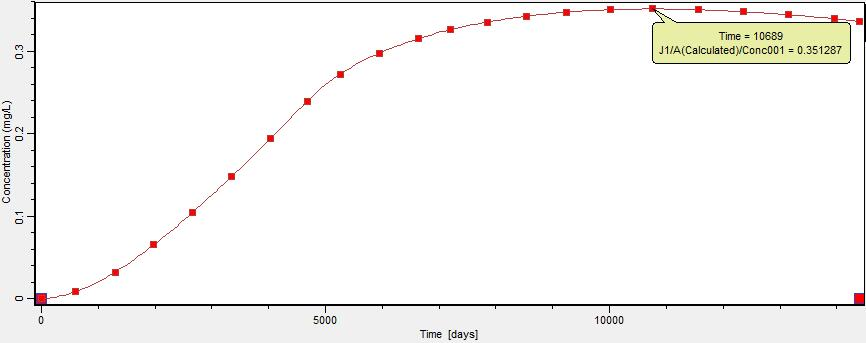 Time = 10689
J1/A(Calculated)/Conc001 = 0.351287
0.3
0.2
0.1
0
Concentration (mg/L)
0 5000 10000
Time [days]